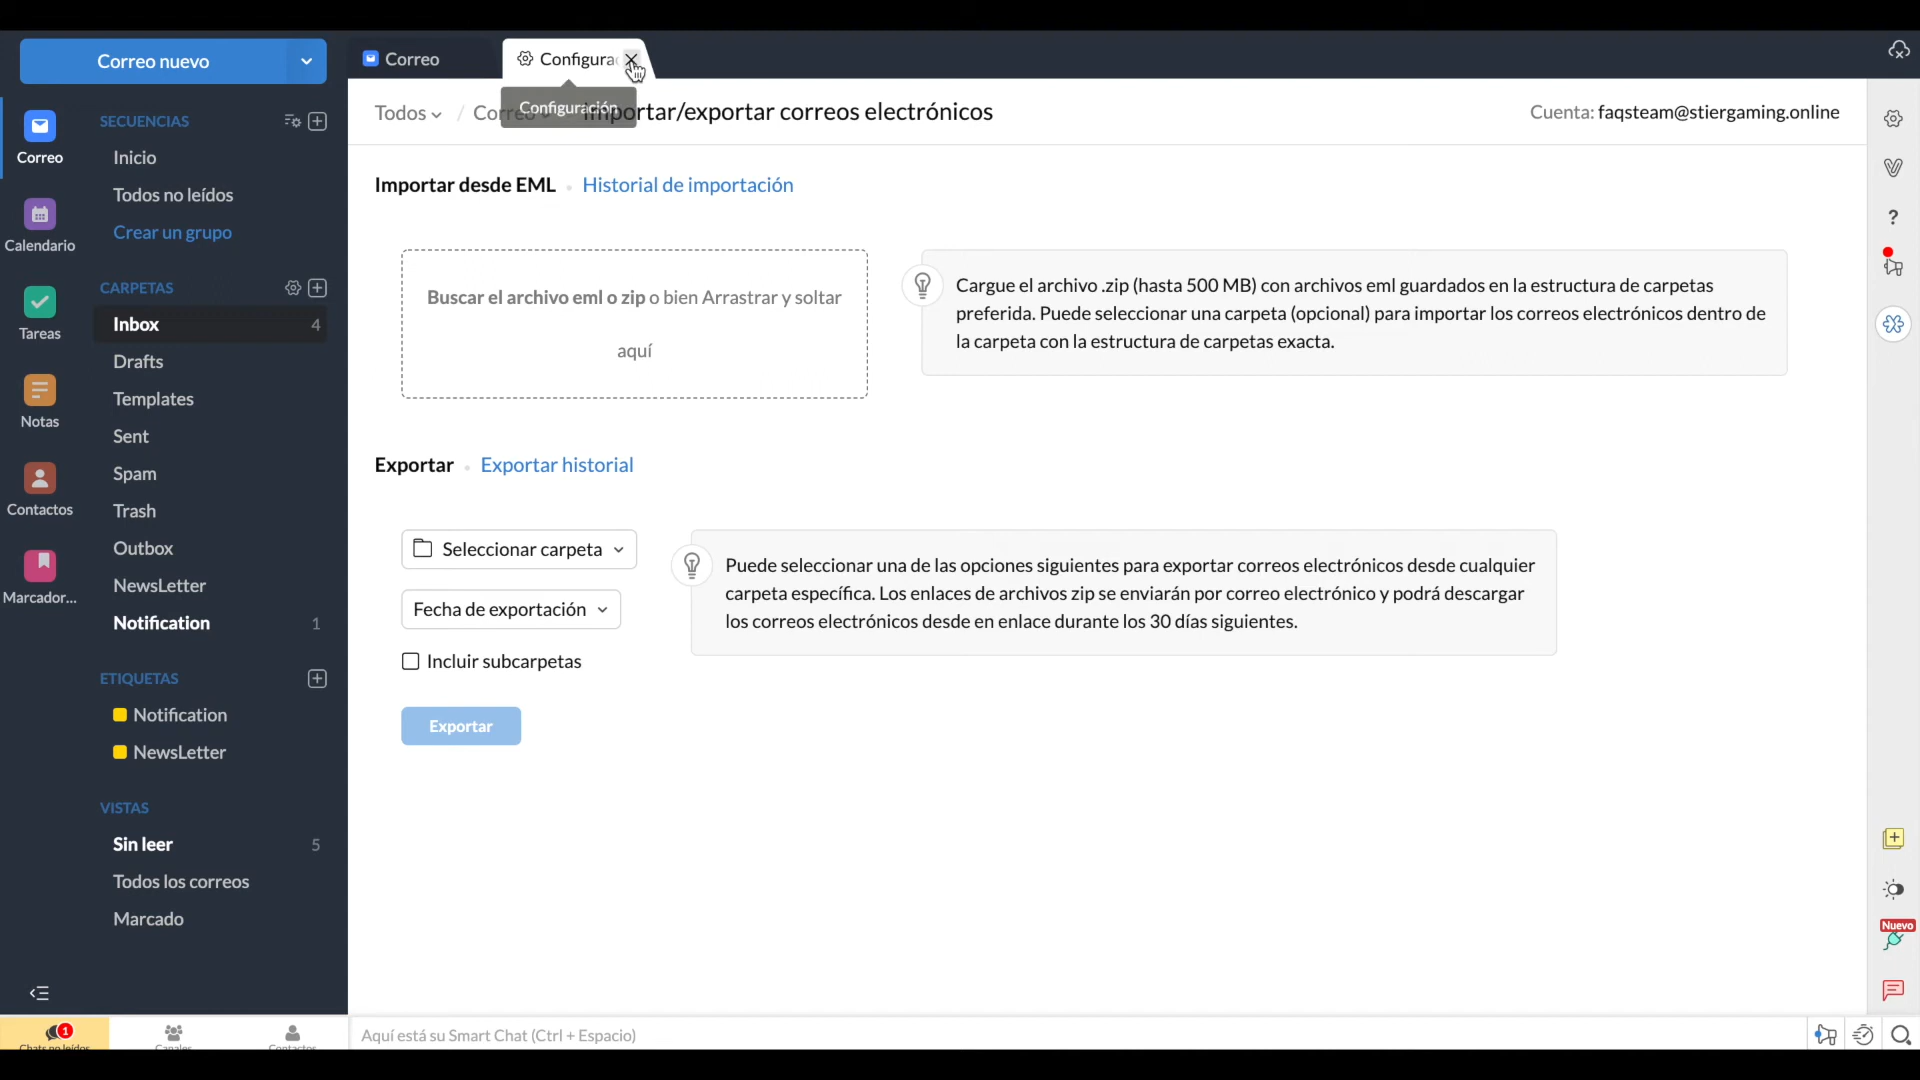 Correo nuevo
Correo
Configura
Configuración
Todos
/
importar/exportar correos electrónicos
Cuenta: faqsteam@stiergaming.online
Correo
Calendario
Tareas
Notas
Contactos
Marcador...
SECUENCIAS
Inicio
Todos no leídos
Crear un grupo
CARPETAS
Inbox 4
Drafts
Templates
Sent
Spam
Trash
Outbox
NewsLetter
Notification 1
ETIQUETAS
Notification
NewsLetter
VISTAS
Sin leer 5
Todos los correos
Marcado
Importar desde EML • Historial de importación
Buscar el archivo eml o zip o bien Arrastrar y soltar
aquí
Cargue el archivo .zip (hasta 500 MB) con archivos eml guardados en la estructura de carpetas
preferida. Puede seleccionar una carpeta (opcional) para importar los correos electrónicos dentro de
la carpeta con la estructura de carpetas exacta.
Exportar • Exportar historial
Seleccionar carpeta
Fecha de exportación
Incluir subcarpetas
Exportar
Puede seleccionar una de las opciones siguientes para exportar correos electrónicos desde cualquier
carpeta específica. Los enlaces de archivos zip se enviarán por correo electrónico y podrá descargar
los correos electrónicos desde en enlace durante los 30 días siguientes.
?
Nuevo
1
Chats no leídos
Canales
Contactos
Aquí está su Smart Chat (Ctrl + Espacio)